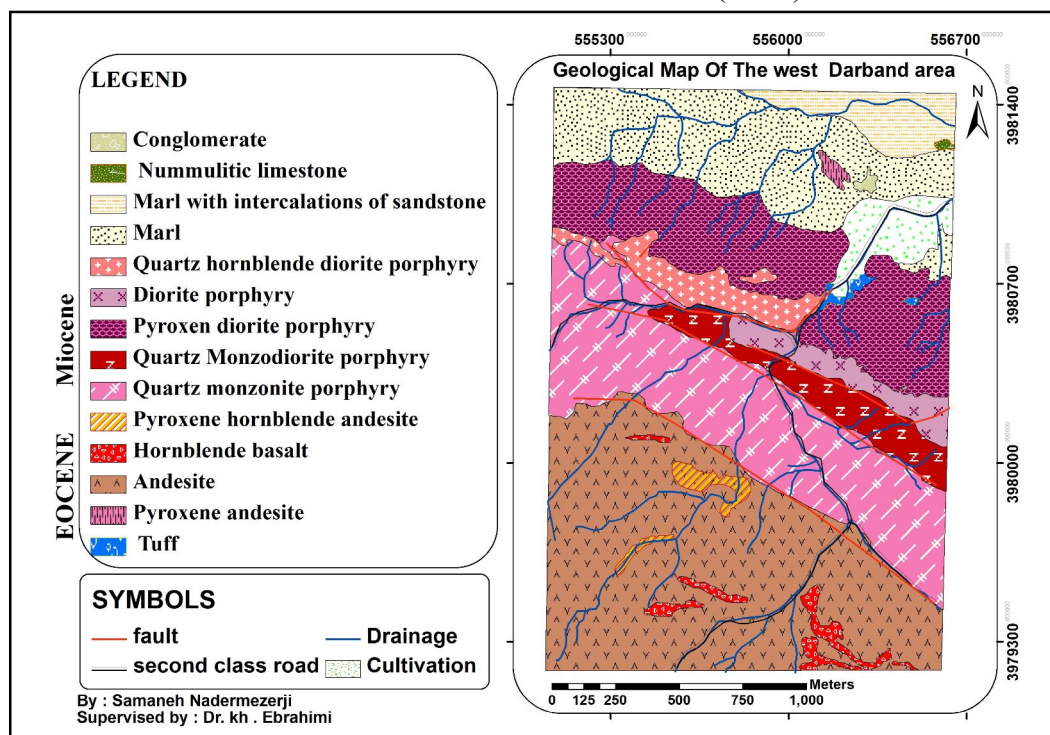 LEGEND
Conglomerate
Nummulitic limestone
Marl with intercalations of sandstone
Marl
Quartz hornblende diorite porphyry
Diorite porphyry
Pyroxen diorite porphyry
Quartz Monzodiorite porphyry
Quartz monzonite porphyry
Pyroxene hornblende andesite
Hornblende basalt
Andesite
Pyroxene andesite
Tuff
Miocene
EOCENE
SYMBOLS
fault
Drainage
second class road
Cultivation
By : Samaneh Nadermezerji
Supervised by : Dr. kh . Ebrahimi
555300.000000 556000.000000 556700.000000
Geological Map Of The west Darband area
N
3981400
3980700
3980000
3979300
Meters
0 125 250 500 750 1,000